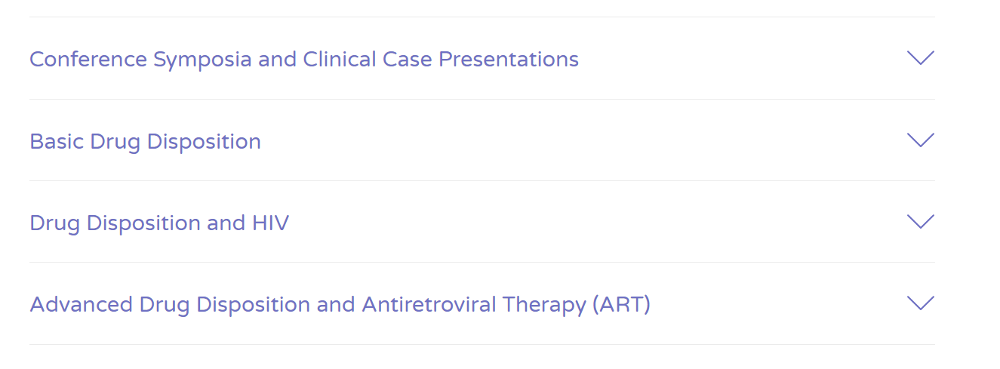 Conference Symposia and Clinical Case Presentations
Basic Drug Disposition
Drug Disposition and HIV
Advanced Drug Disposition and Antiretroviral Therapy (ART)